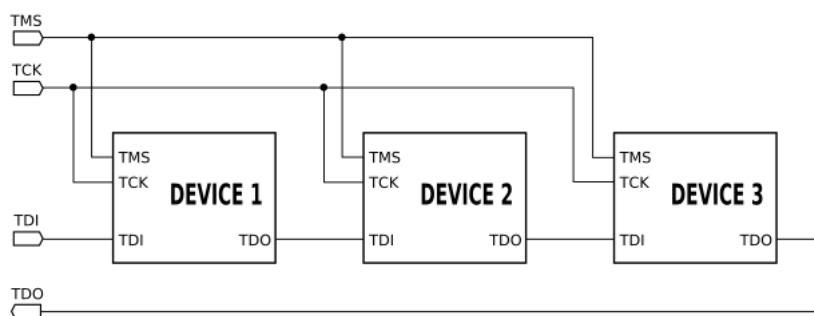 TMS
TCK
TMS
TCK
DEVICE 1
TMS
TCK
DEVICE 2
TMS
TCK
DEVICE 3
TDI
TDI
TDO
TDI
TDO
TDI
TDO
TDO